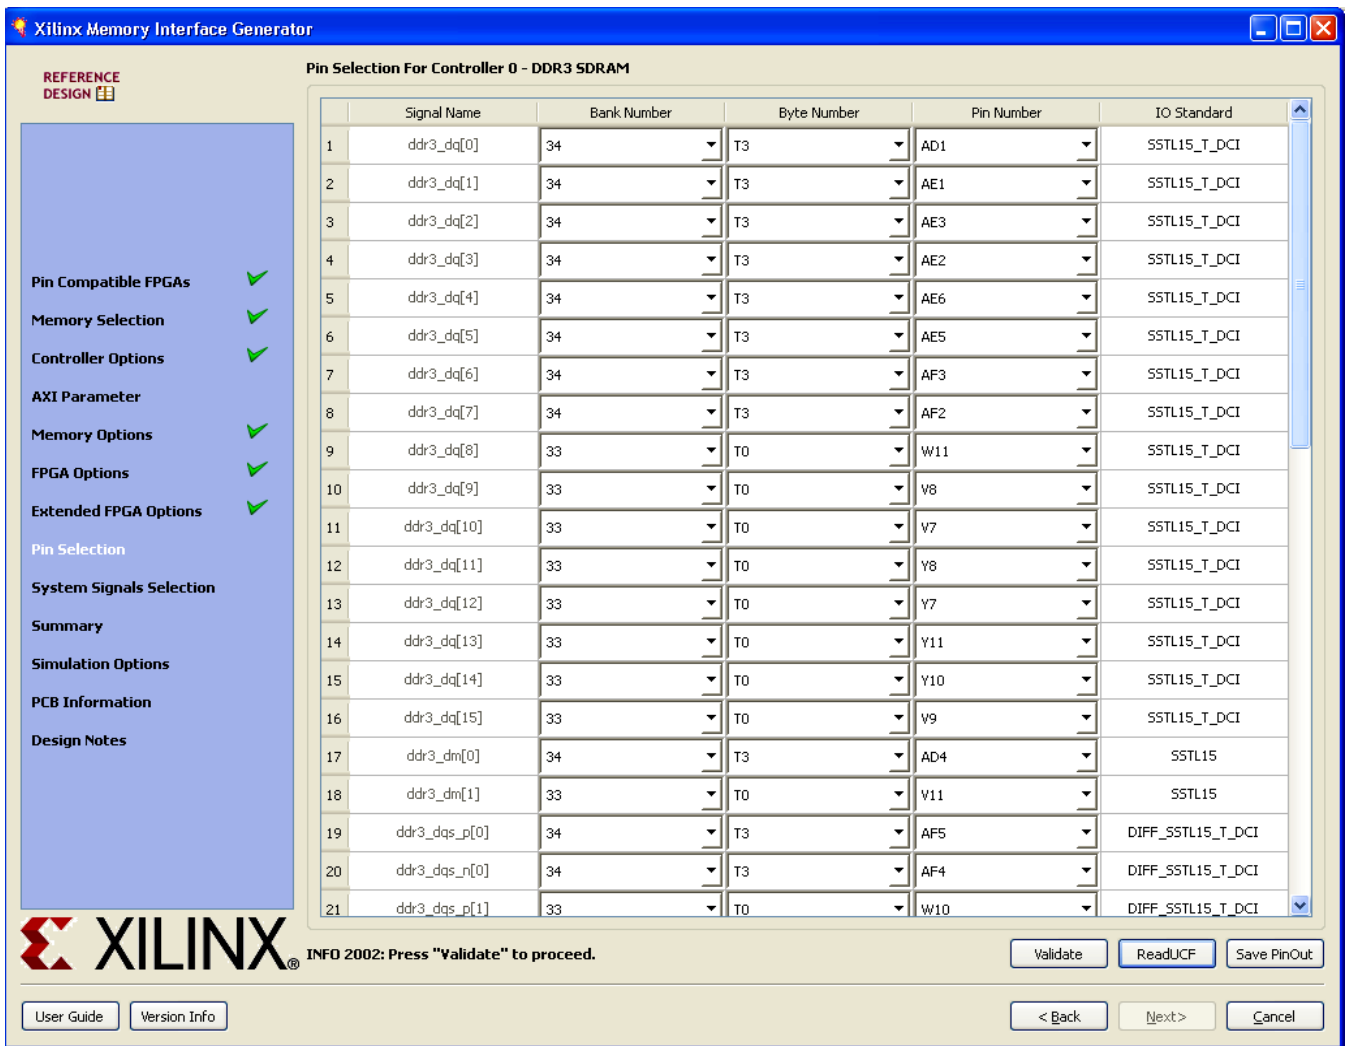 Xilinx Memory Interface Generator
REFERENCE
DESIGN
Pin Compatible FPGAs
Memory Selection
Controller Options
AXI Parameter
Memory Options
FPGA Options
Extended FPGA Options
Pin Selection
System Signals Selection
Summary
Simulation Options
PCB Information
Design Notes
XILINX®
Pin Selection For Controller 0 - DDR3 SDRAM
Signal Name Bank Number Byte Number Pin Number IO Standard
1 ddr3_dq[0] 34 T3 AD1 SSTL15_T_DCI
2 ddr3_dq[1] 34 T3 AE1 SSTL15_T_DCI
3 ddr3_dq[2] 34 T3 AE3 SSTL15_T_DCI
4 ddr3_dq[3] 34 T3 AE2 SSTL15_T_DCI
5 ddr3_dq[4] 34 T3 AE6 SSTL15_T_DCI
6 ddr3_dq[5] 34 T3 AE5 SSTL15_T_DCI
7 ddr3_dq[6] 34 T3 AF3 SSTL15_T_DCI
8 ddr3_dq[7] 34 T3 AF2 SSTL15_T_DCI
9 ddr3_dq[8] 33 T0 W11 SSTL15_T_DCI
10 ddr3_dq[9] 33 T0 V8 SSTL15_T_DCI
11 ddr3_dq[10] 33 T0 V7 SSTL15_T_DCI
12 ddr3_dq[11] 33 T0 Y8 SSTL15_T_DCI
13 ddr3_dq[12] 33 T0 Y7 SSTL15_T_DCI
14 ddr3_dq[13] 33 T0 Y11 SSTL15_T_DCI
15 ddr3_dq[14] 33 T0 Y10 SSTL15_T_DCI
16 ddr3_dq[15] 33 T0 V9 SSTL15_T_DCI
17 ddr3_dm[0] 34 T3 AD4 SSTL15
18 ddr3_dm[1] 33 T0 V11 SSTL15
19 ddr3_dqs_p[0] 34 T3 AF5 DIFF_SSTL15_T_DCI
20 ddr3_dqs_n[0] 34 T3 AF4 DIFF_SSTL15_T_DCI
21 ddr3_dqs_p[1] 33 T0 W10 DIFF_SSTL15_T_DCI
INFO 2002: Press "Validate" to proceed.
Validate ReadUCF Save PinOut
User Guide Version Info < Back Next> Cancel